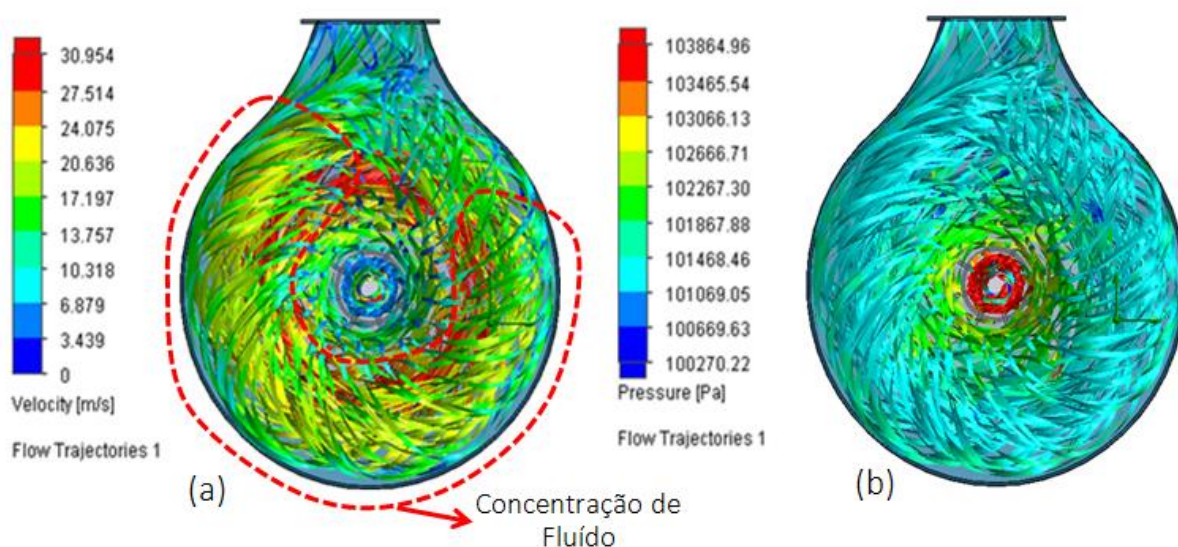 30.954
27.514
24.075
20.636
17.197
13.757
10.318
6.879
3.439
0
Velocity [m/s]
Flow Trajectories 1
(a)
Concentração de
Fluído
103864.96
103465.54
103066.13
102666.71
102267.30
101867.88
101468.46
101069.05
100669.63
100270.22
Pressure [Pa]
Flow Trajectories 1
(b)